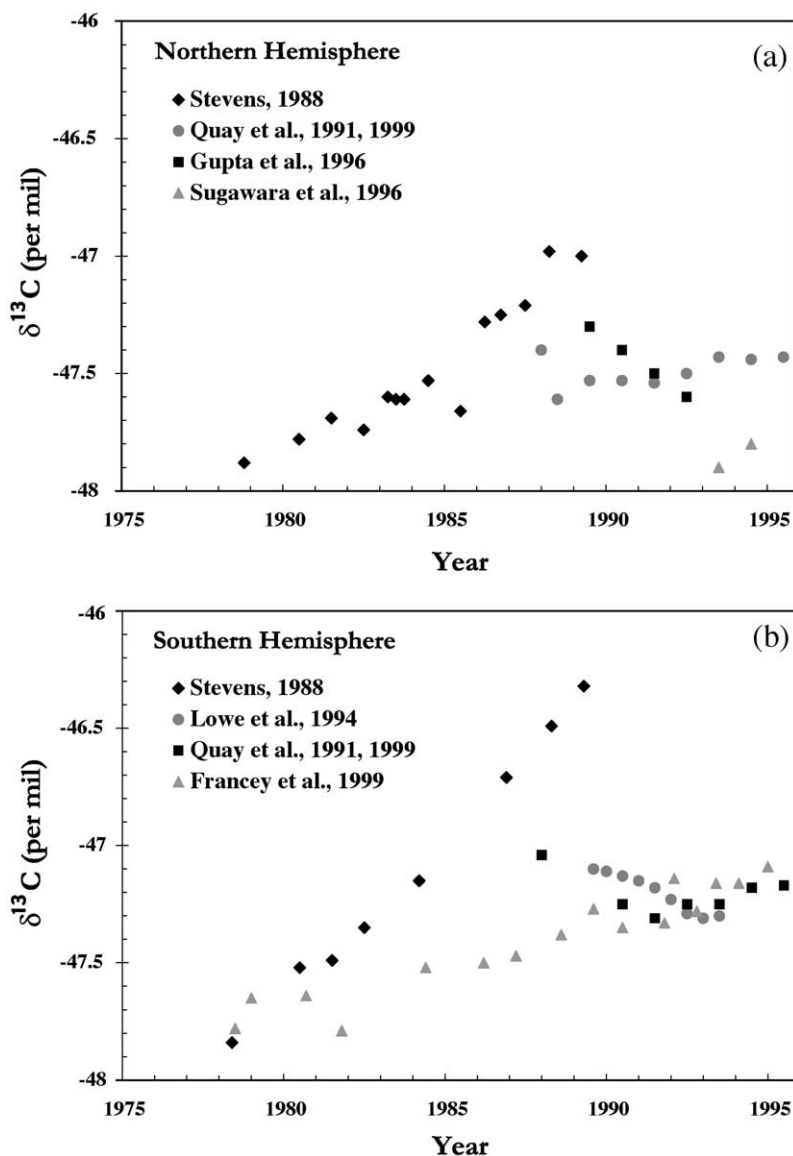 -46
Northern Hemisphere
(a)
Stevens, 1988
Quay et al., 1991, 1999
Gupta et al., 1996
Sugawara et al., 1996
-46.5
-47
-47.5
-48
δ¹³C (per mil)
1975 1980 1985 1990 1995
Year
-46
Southern Hemisphere
(b)
Stevens, 1988
Lowe et al., 1994
Quay et al., 1991, 1999
Francey et al., 1999
-46.5
-47
-47.5
-48
δ¹³C (per mil)
1975 1980 1985 1990 1995
Year